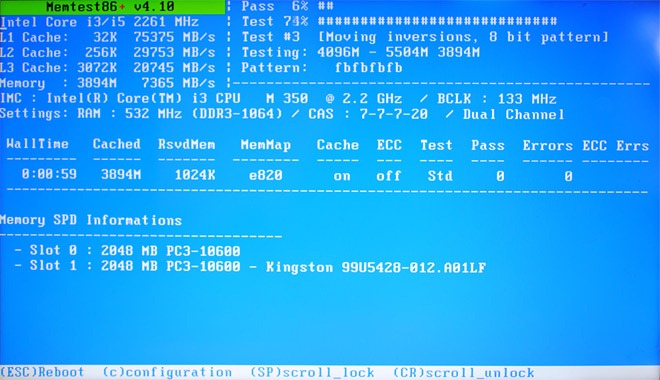 Memtest86+ v4.10 | Pass 6% ##
Intel Core i3/i5 2261 MHz | Test 74% ############################
L1 Cache: 32K 75375 MB/s | Test #3 [Moving inversions, 8 bit pattern]
L2 Cache: 256K 29753 MB/s | Testing: 4096M - 5504M 3894M
L3 Cache: 3072K 20745 MB/s | Pattern: fbfbfbfb
Memory : 3894M 7365 MB/s |--------------------------------------------------
IMC : Intel(R) Core(TM) i3 CPU M 350 @ 2.2 GHz / BCLK : 133 MHz
Settings: RAM : 532 MHz (DDR3-1064) / CAS : 7-7-7-20 / Dual Channel
WallTime Cached RsvdMem MemMap Cache ECC Test Pass Errors ECC Errs
-------- ------ ------- ------ ----- --- ---- ---- ------ --------
0:00:59 3894M 1024K e820 on off Std 0 0
Memory SPD Informations
--------------------------
- Slot 0 : 2048 MB PC3-10600
- Slot 1 : 2048 MB PC3-10600 - Kingston 99U5428-012.A01LF
(ESC)Reboot (c)configuration (SP)scroll_lock (CR)scroll_unlock